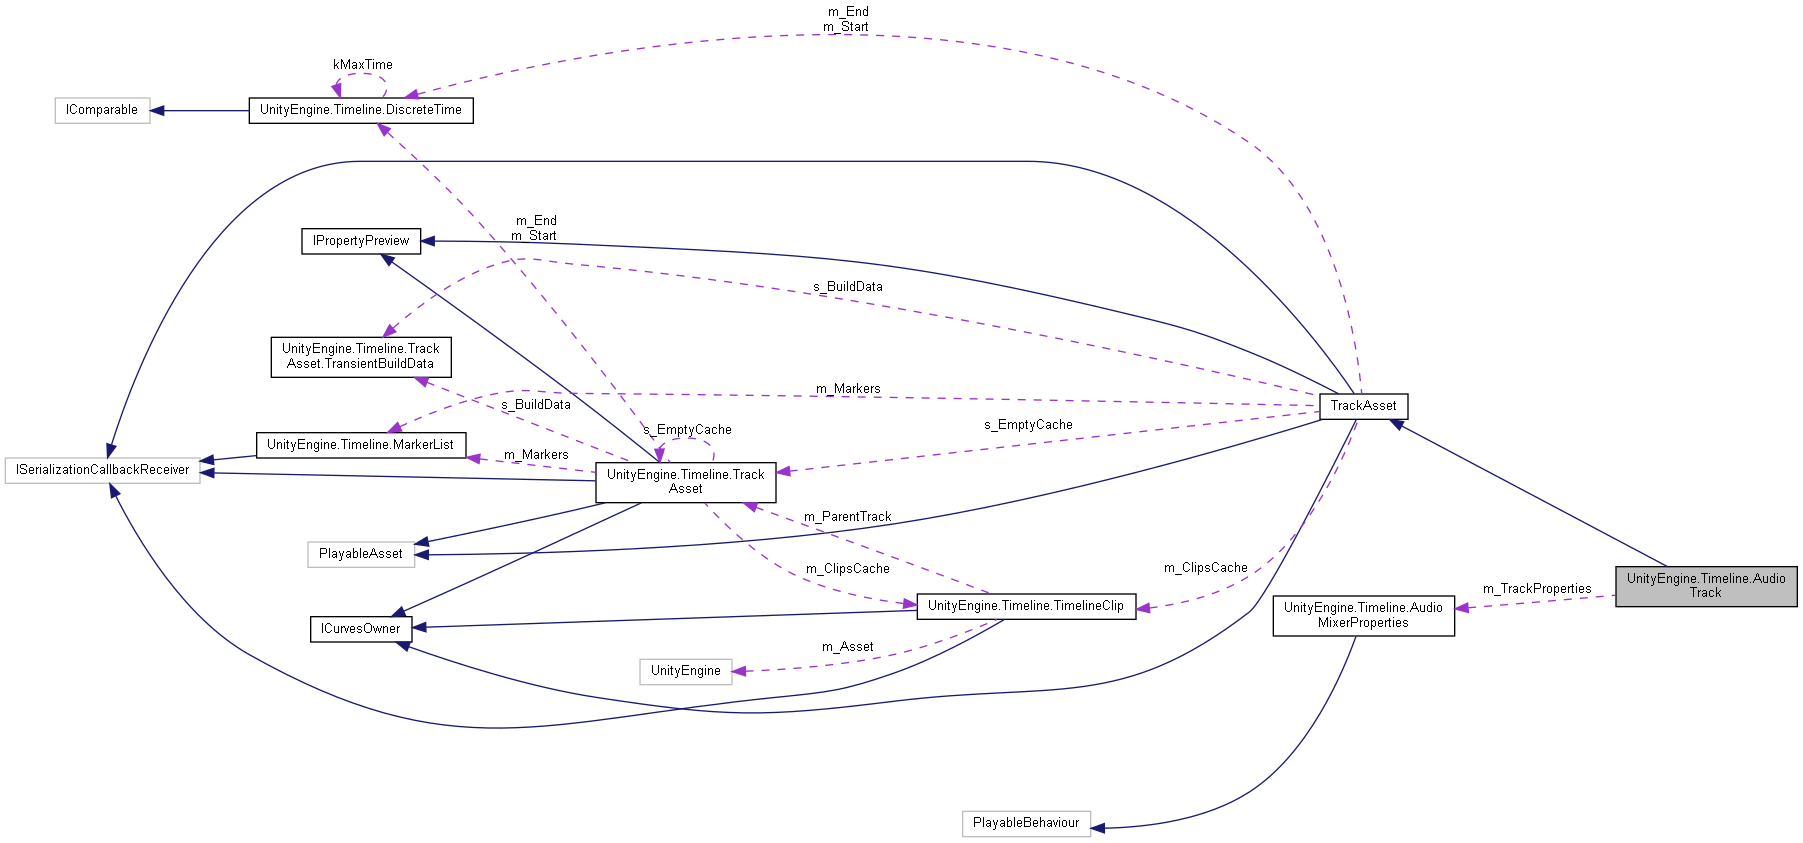 m_End
m_Start
kMaxTime
IComparable
UnityEngine.Timeline.DiscreteTime
m_End
m_Start
IPropertyPreview
s_BuildData
UnityEngine.Timeline.Track
Asset.TransientBuildData
m_Markers
s_BuildData
TrackAsset
s_EmptyCache
s_EmptyCache
UnityEngine.Timeline.MarkerList
m_Markers
ISerializationCallbackReceiver
UnityEngine.Timeline.Track
Asset
m_ParentTrack
PlayableAsset
m_ClipsCache
m_ClipsCache
UnityEngine.Timeline.Audio
Track
m_TrackProperties
UnityEngine.Timeline.TimelineClip
UnityEngine.Timeline.Audio
MixerProperties
ICurvesOwner
m_Asset
UnityEngine
PlayableBehaviour